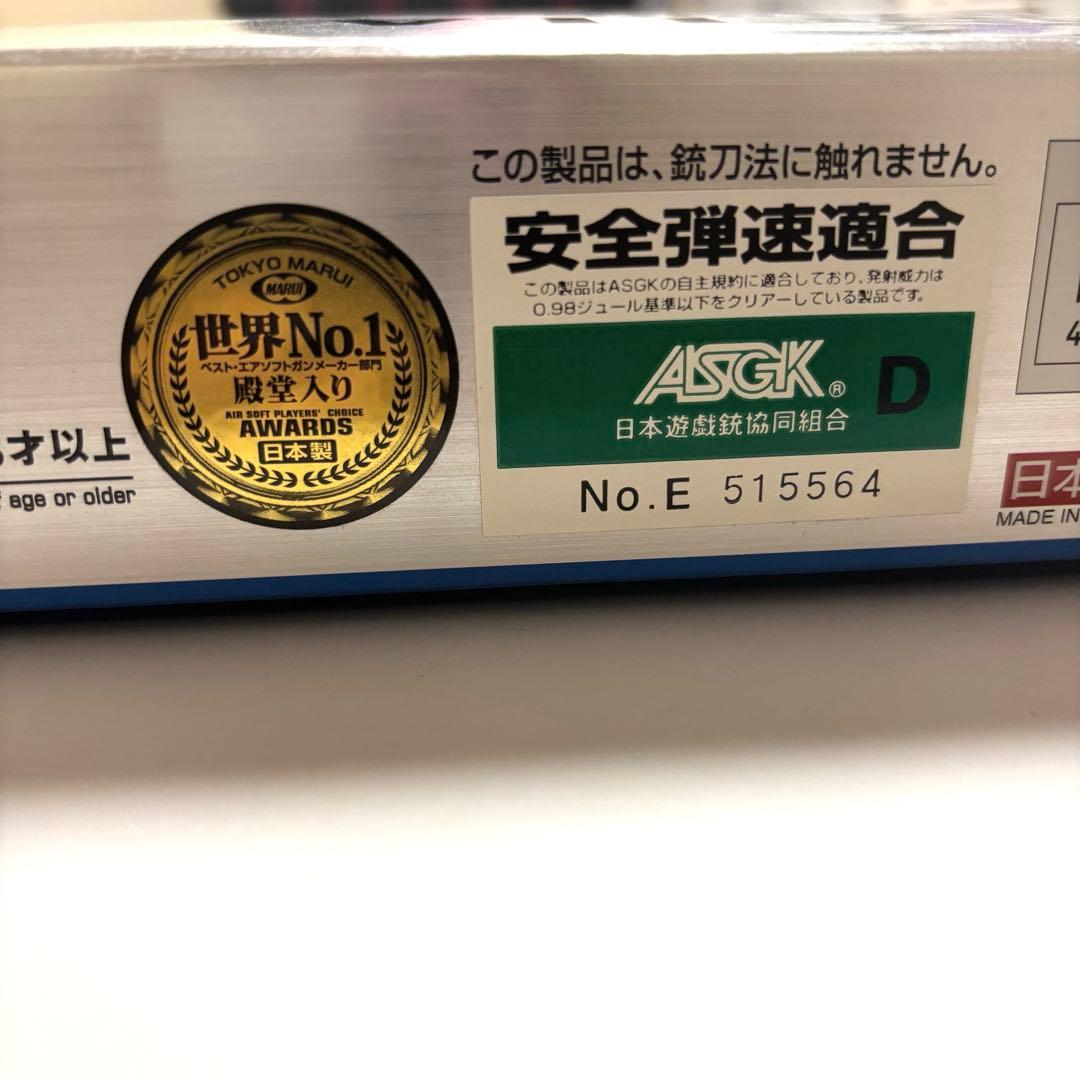 この製品は、銃刀法に触れません。
安全弾速適合
この製品はASGKの自主規約に適合しており、発射威力は
0.98ジュール基準以下をクリアーしている製品です。
ASGK® D
日本遊戯銃協同組合
No.E 515564
TOKYO MARUI
MARUI
世界No.1
ベスト・エアソフトガンメーカー部門
殿堂入り
AIR SOFT PLAYERS' CHOICE
AWARDS
日本製
才以上
age or older
日本
MADE IN
4